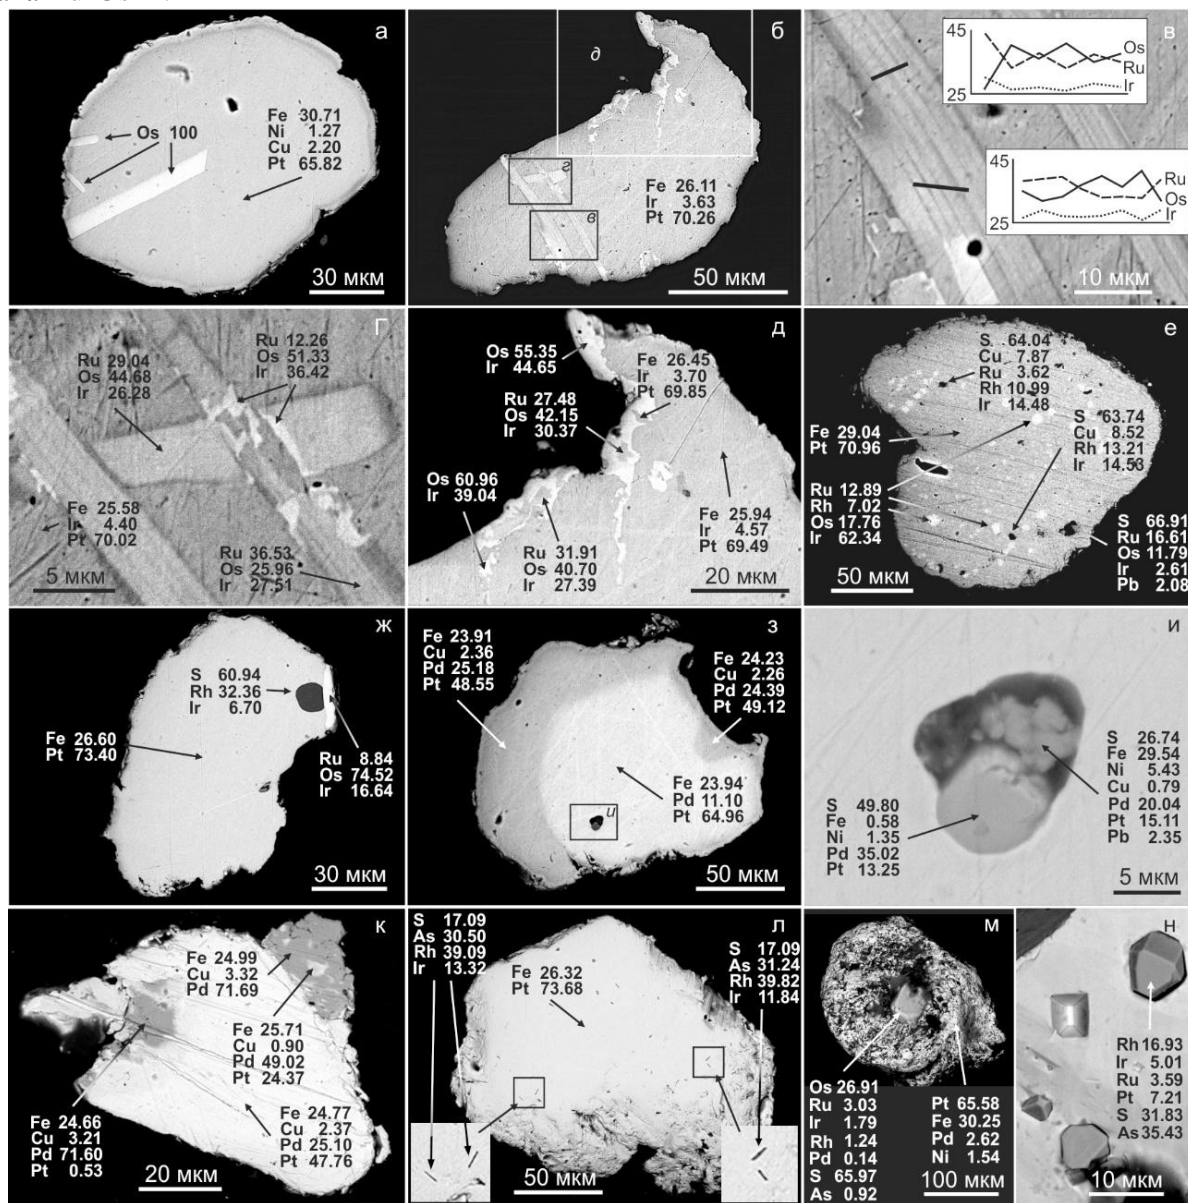 а
Os 100
Fe 30.71
Ni 1.27
Cu 2.20
Pt 65.82
30 мкм
б
д
г
в
Fe 26.11
Ir 3.63
Pt 70.26
50 мкм
в
45
25
Os
Ru
Ir
45
25
Ru
Os
Ir
10 мкм
г
Ru 29.04
Os 44.68
Ir 26.28
Ru 12.26
Os 51.33
Ir 36.42
Fe 25.58
Ir 4.40
Pt 70.02
Ru 36.53
Os 25.96
Ir 27.51
5 мкм
д
Os 55.35
Ir 44.65
Fe 26.45
Ir 3.70
Pt 69.85
Ru 27.48
Os 42.15
Ir 30.37
Os 60.96
Ir 39.04
Fe 25.94
Ir 4.57
Pt 69.49
Ru 31.91
Os 40.70
Ir 27.39
20 мкм
е
S 64.04
Cu 7.87
Ru 3.62
Rh 10.99
Ir 14.48
S 63.74
Cu 8.52
Rh 13.21
Ir 14.53
Fe 29.04
Pt 70.96
Ru 12.89
Rh 7.02
Os 17.76
Ir 62.34
S 66.91
Ru 16.61
Os 11.79
Ir 2.61
Pb 2.08
50 мкм
ж
S 60.94
Rh 32.36
Ir 6.70
Fe 26.60
Pt 73.40
Ru 8.84
Os 74.52
Ir 16.64
30 мкм
з
Fe 23.91
Cu 2.36
Pd 25.18
Pt 48.55
Fe 24.23
Cu 2.26
Pd 24.39
Pt 49.12
Fe 23.94
Pd 11.10
Pt 64.96
и
50 мкм
и
S 26.74
Fe 29.54
Ni 5.43
Cu 0.79
Pd 20.04
Pt 15.11
Pb 2.35
S 49.80
Fe 0.58
Ni 1.35
Pd 35.02
Pt 13.25
5 мкм
к
Fe 24.99
Cu 3.32
Pd 71.69
Fe 25.71
Cu 0.90
Pd 49.02
Pt 24.37
Fe 24.66
Cu 3.21
Pd 71.60
Pt 0.53
Fe 24.77
Cu 2.37
Pd 25.10
Pt 47.76
20 мкм
л
S 17.09
As 30.50
Rh 39.09
Ir 13.32
Fe 26.32
Pt 73.68
S 17.09
As 31.24
Rh 39.82
Ir 11.84
50 мкм
м
Os 26.91
Ru 3.03
Ir 1.79
Rh 1.24
Pd 0.14
S 65.97
As 0.92
Pt 65.58
Fe 30.25
Pd 2.62
Ni 1.54
100 мкм
н
Rh 16.93
Ir 5.01
Ru 3.59
Pt 7.21
S 31.83
As 35.43
10 мкм